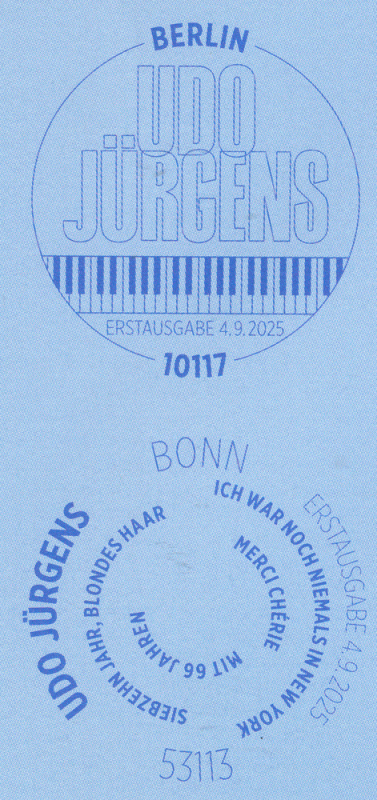 BERLIN
UDO
JÜRGENS
ERSTAUSGABE 4.9.2025
10117
BONN
UDO JÜRGENS
SIEBZEHN JAHR, BLONDES HAAR
ICH WAR NOCH NIEMALS IN NEW YORK
MERCI CHÉRIE
MIT 66 JAHREN
ERSTAUSGABE 4.9.2025
53113